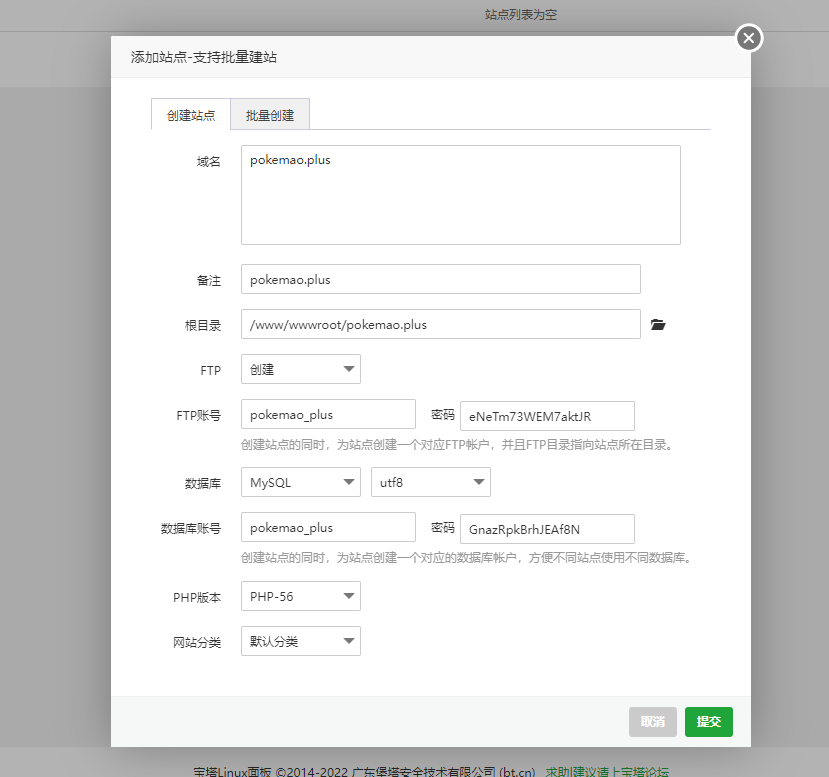 站点列表为空
添加站点-支持批量建站
创建站点 批量创建
域名 pokemao.plus
备注 pokemao.plus
根目录 /www/wwwroot/pokemao.plus
FTP 创建
FTP账号 pokemao_plus 密码 eNeTm73WEM7aktJR
创建站点的同时，为站点创建一个对应FTP帐户，并且FTP目录指向站点所在目录。
数据库 MySQL utf8
数据库账号 pokemao_plus 密码 GnazRpkBrhJEAf8N
创建站点的同时，为站点创建一个对应的数据库帐户，方便不同站点使用不同数据库。
PHP版本 PHP-56
网站分类 默认分类
取消 提交
宝塔Linux面板 ©2014-2022 广东堡塔安全技术有限公司 (bt.cn) 求助|建议请上宝塔论坛